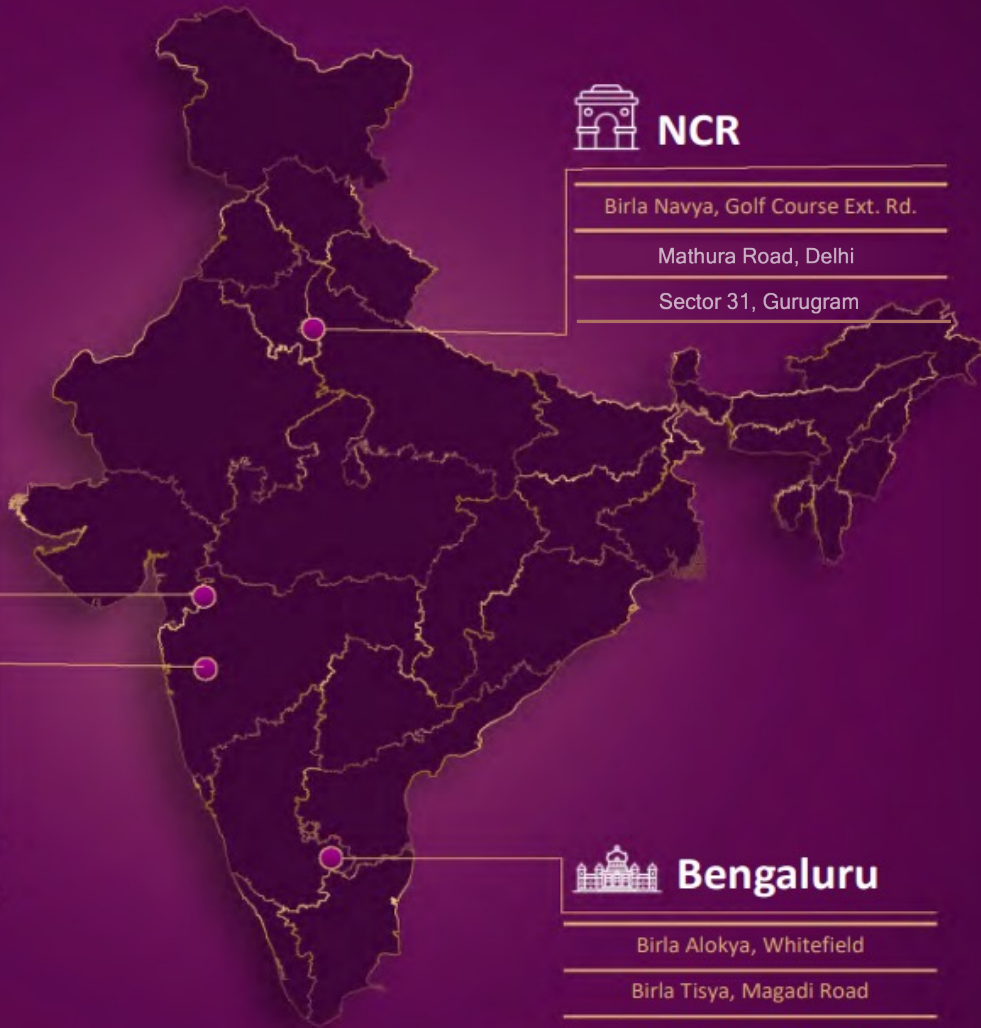 NCR
Birla Navya, Golf Course Ext. Rd.
Mathura Road, Delhi
Sector 31, Gurugram
Bengaluru
Birla Alokya, Whitefield
Birla Tisya, Magadi Road